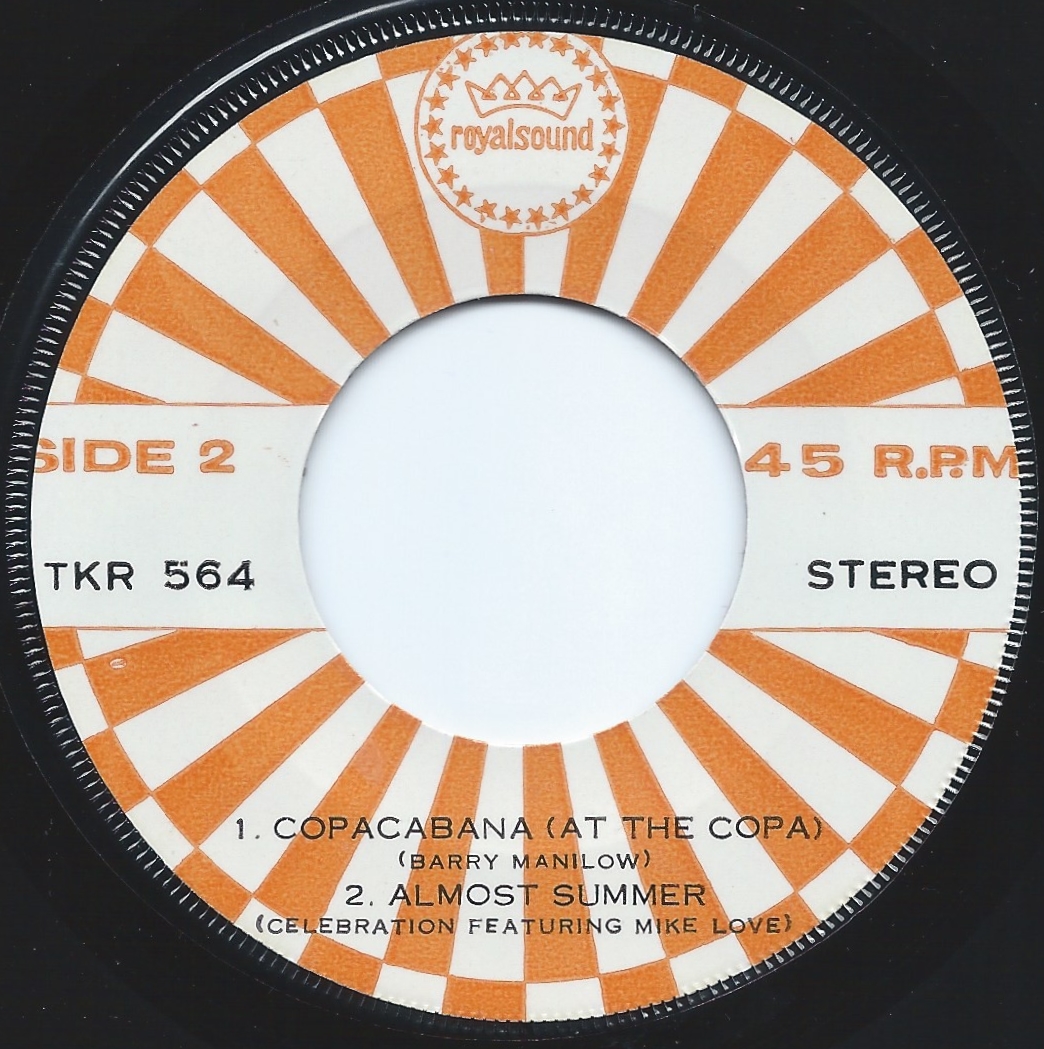 royalsound
SIDE 2
45 R.P.M
TKR 564
STEREO
1. COPACABANA (AT THE COPA)
(BARRY MANILOW)
2. ALMOST SUMMER
(CELEBRATION FEATURING MIKE LOVE)